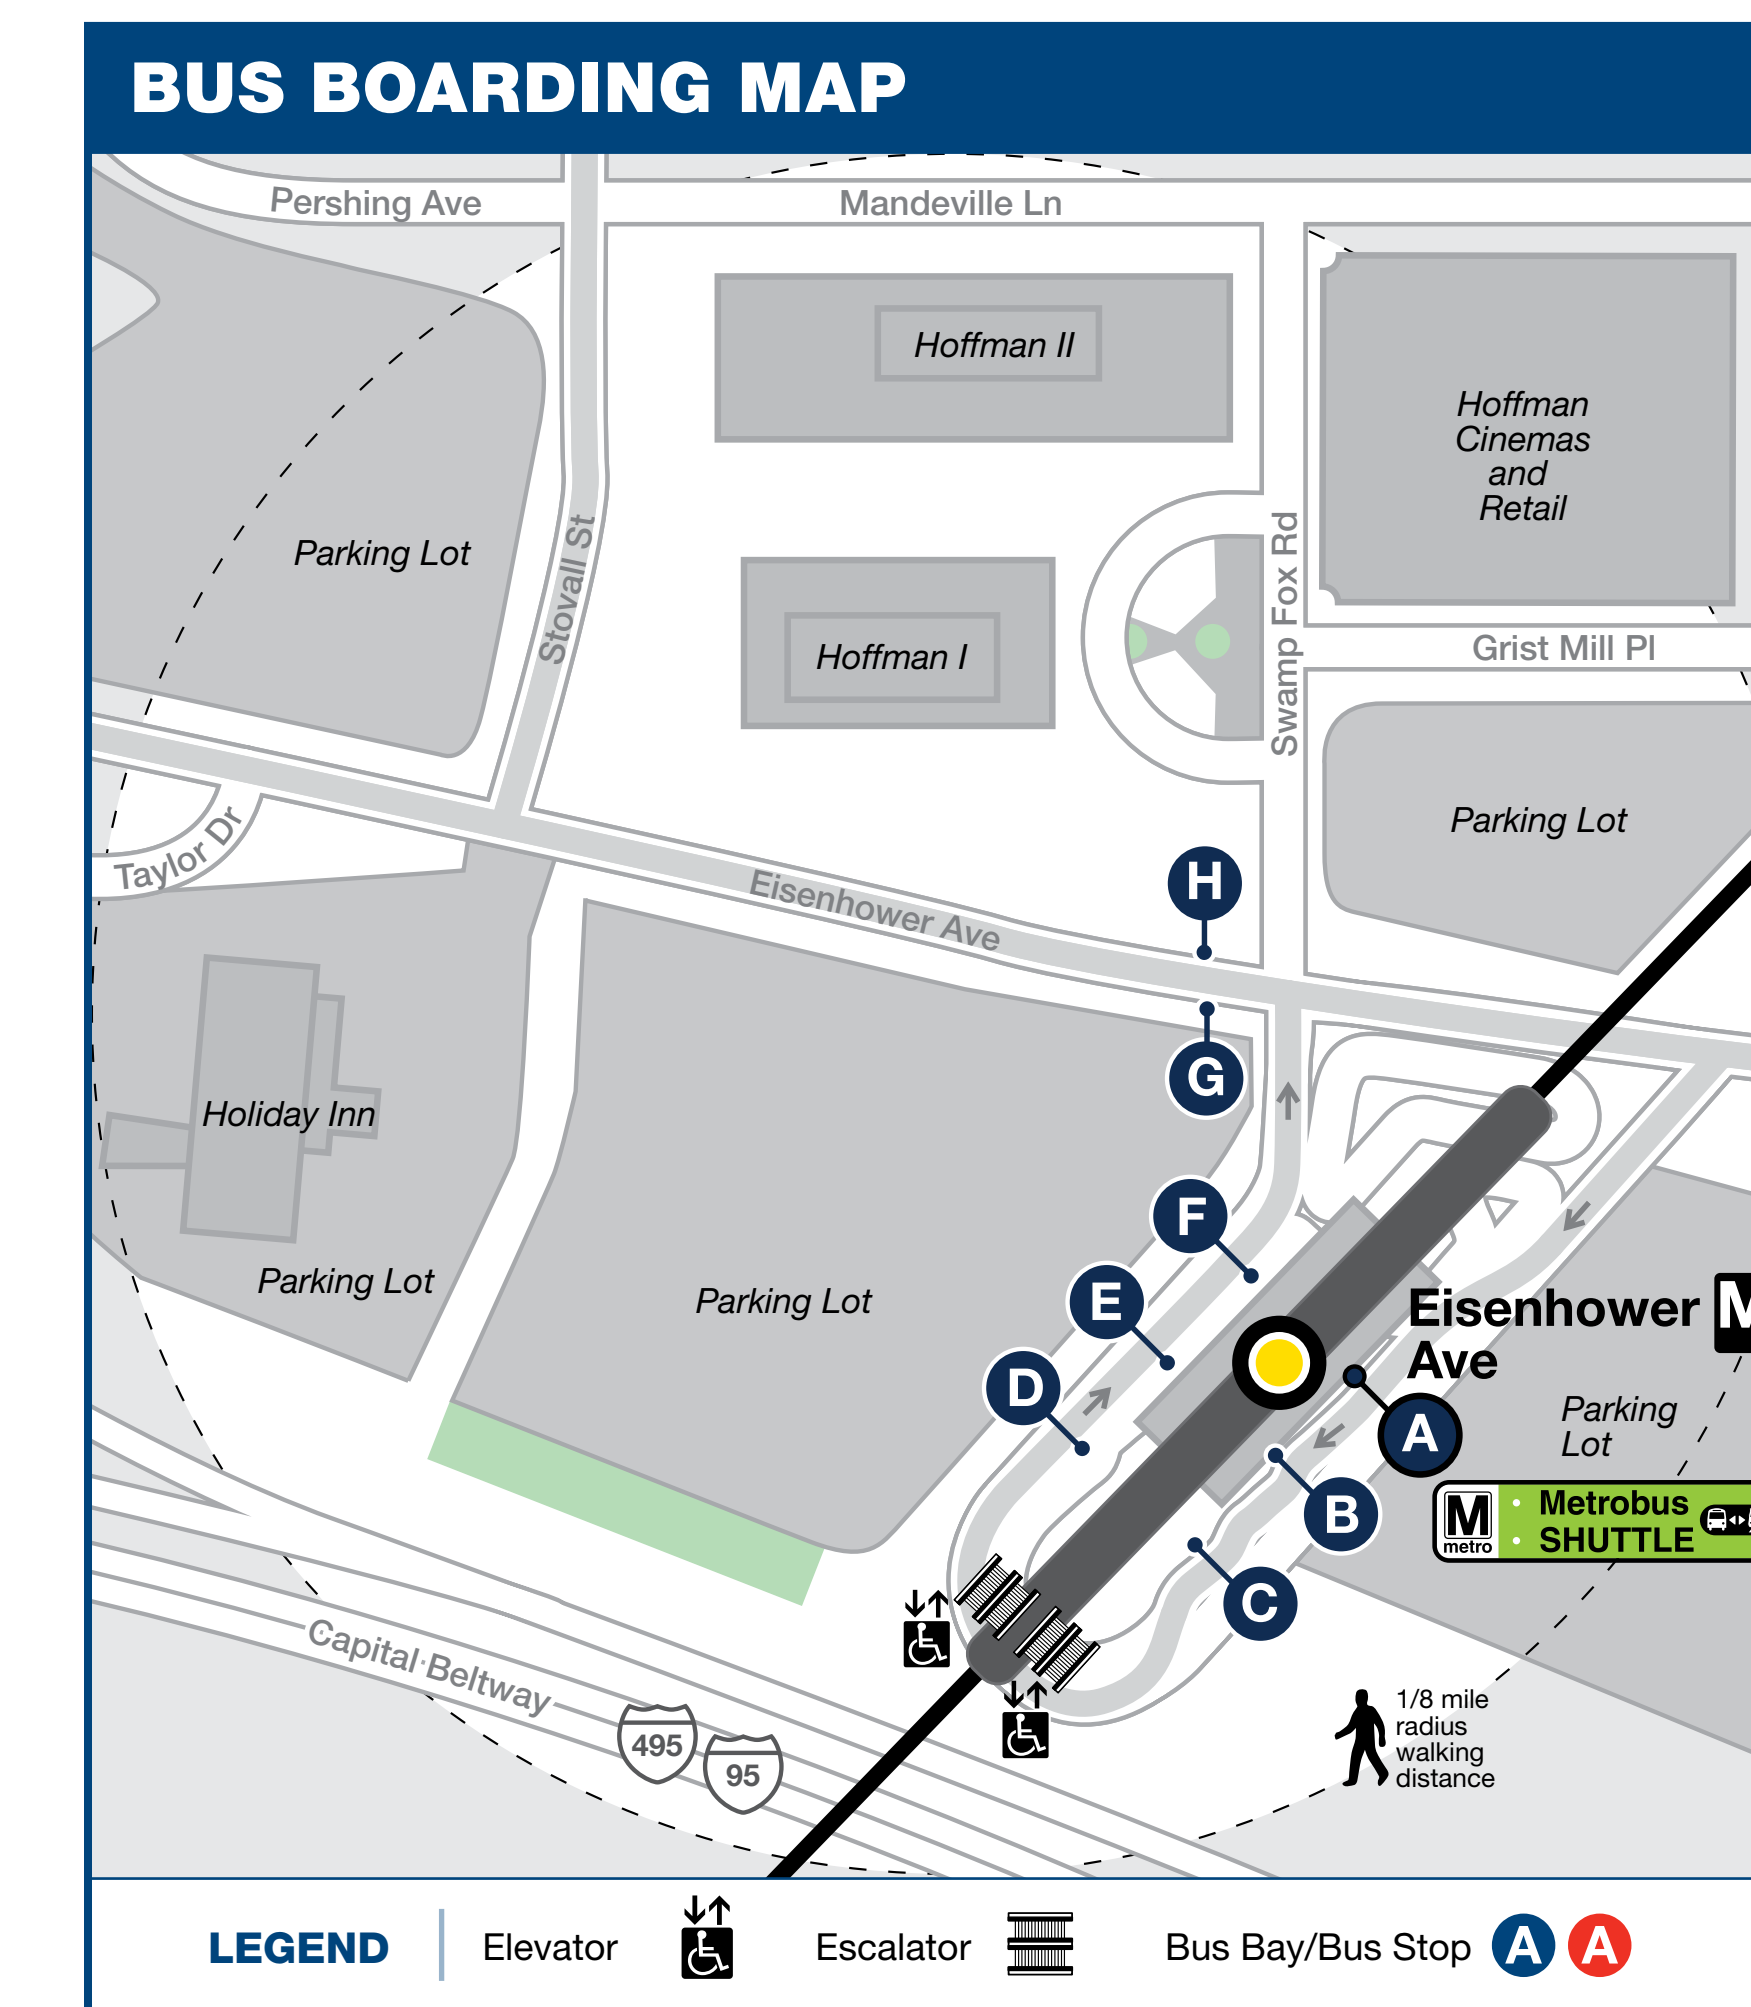 BUS BOARDING MAP
Pershing Ave
Mandeville Ln
Hoffman II
Hoffman
Cinemas
and
Retail
Parking Lot
Stovall St
Swamp Fox Rd
Hoffman I
Grist Mill Pl
Parking Lot
Taylor Dr
H
Eisenhower Ave
G
Holiday Inn
F
Parking Lot
Parking Lot
E
Eisenhower
Ave
M
D
A
Parking
Lot
B
M
metro
Metrobus
SHUTTLE
C
Capital Beltway
495
95
1/8 mile
radius
walking
distance
LEGEND
Elevator
Escalator
Bus Bay/Bus Stop
A
A